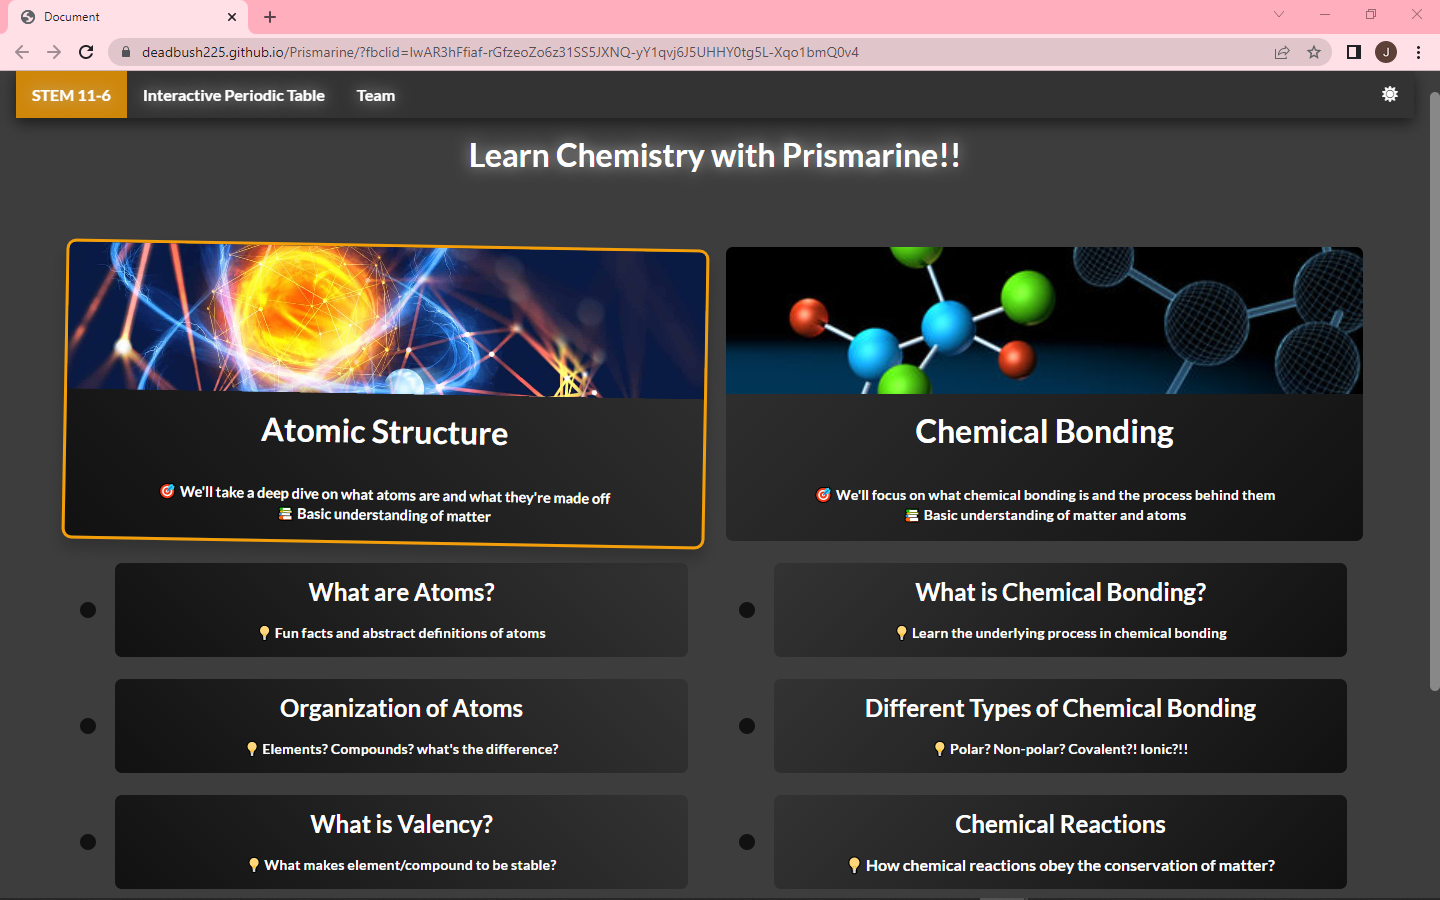 Document
deadbush225.github.io/Prismarine/?fbclid=IwAR3hFfiaf-rGfzeoZo6z31SS5JXNQ-yY1qvj6J5UHHY0tg5L-Xqo1bmQ0v4
J
STEM 11-6 Interactive Periodic Table Team
Learn Chemistry with Prismarine!!
Atomic Structure
🎯 We'll take a deep dive on what atoms are and what they're made off
📚 Basic understanding of matter
Chemical Bonding
🎯 We'll focus on what chemical bonding is and the process behind them
📚 Basic understanding of matter and atoms
What are Atoms?
💡 Fun facts and abstract definitions of atoms
What is Chemical Bonding?
💡 Learn the underlying process in chemical bonding
Organization of Atoms
💡 Elements? Compounds? what's the difference?
Different Types of Chemical Bonding
💡 Polar? Non-polar? Covalent?! Ionic?!!
What is Valency?
💡 What makes element/compound to be stable?
Chemical Reactions
💡 How chemical reactions obey the conservation of matter?